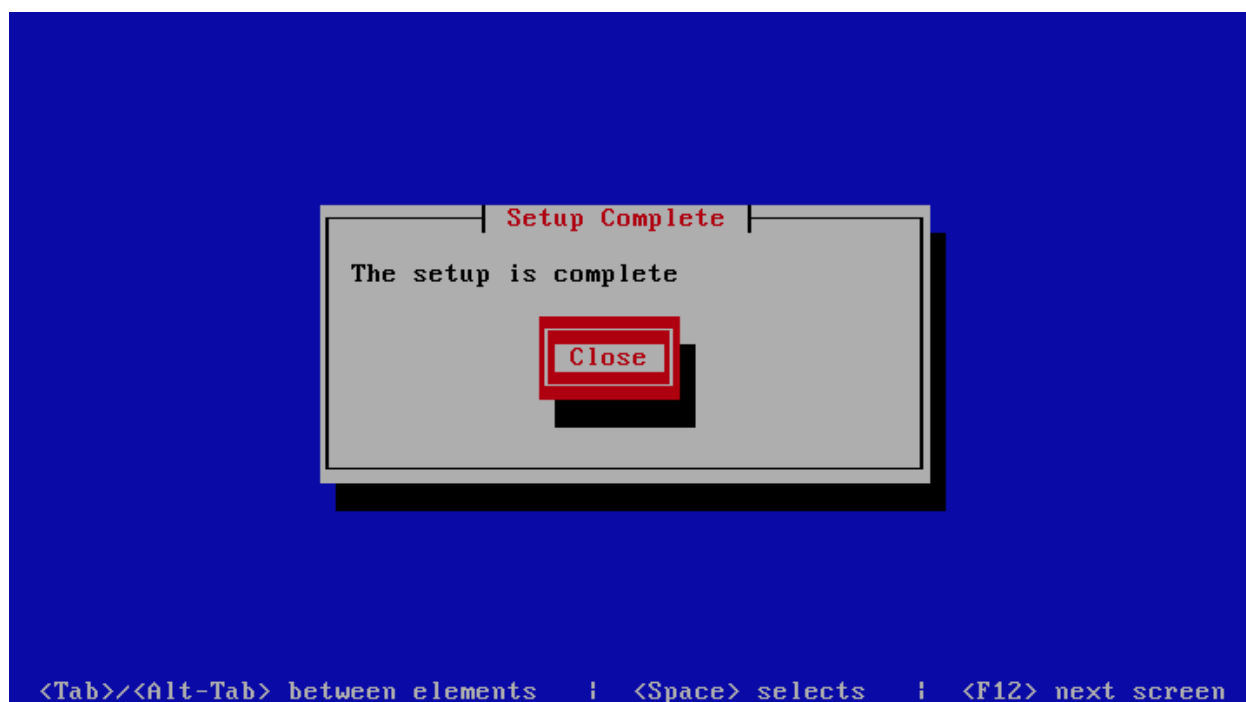 Setup Complete
The setup is complete
Close
<Tab>/<Alt-Tab> between elements | <Space> selects | <F12> next screen